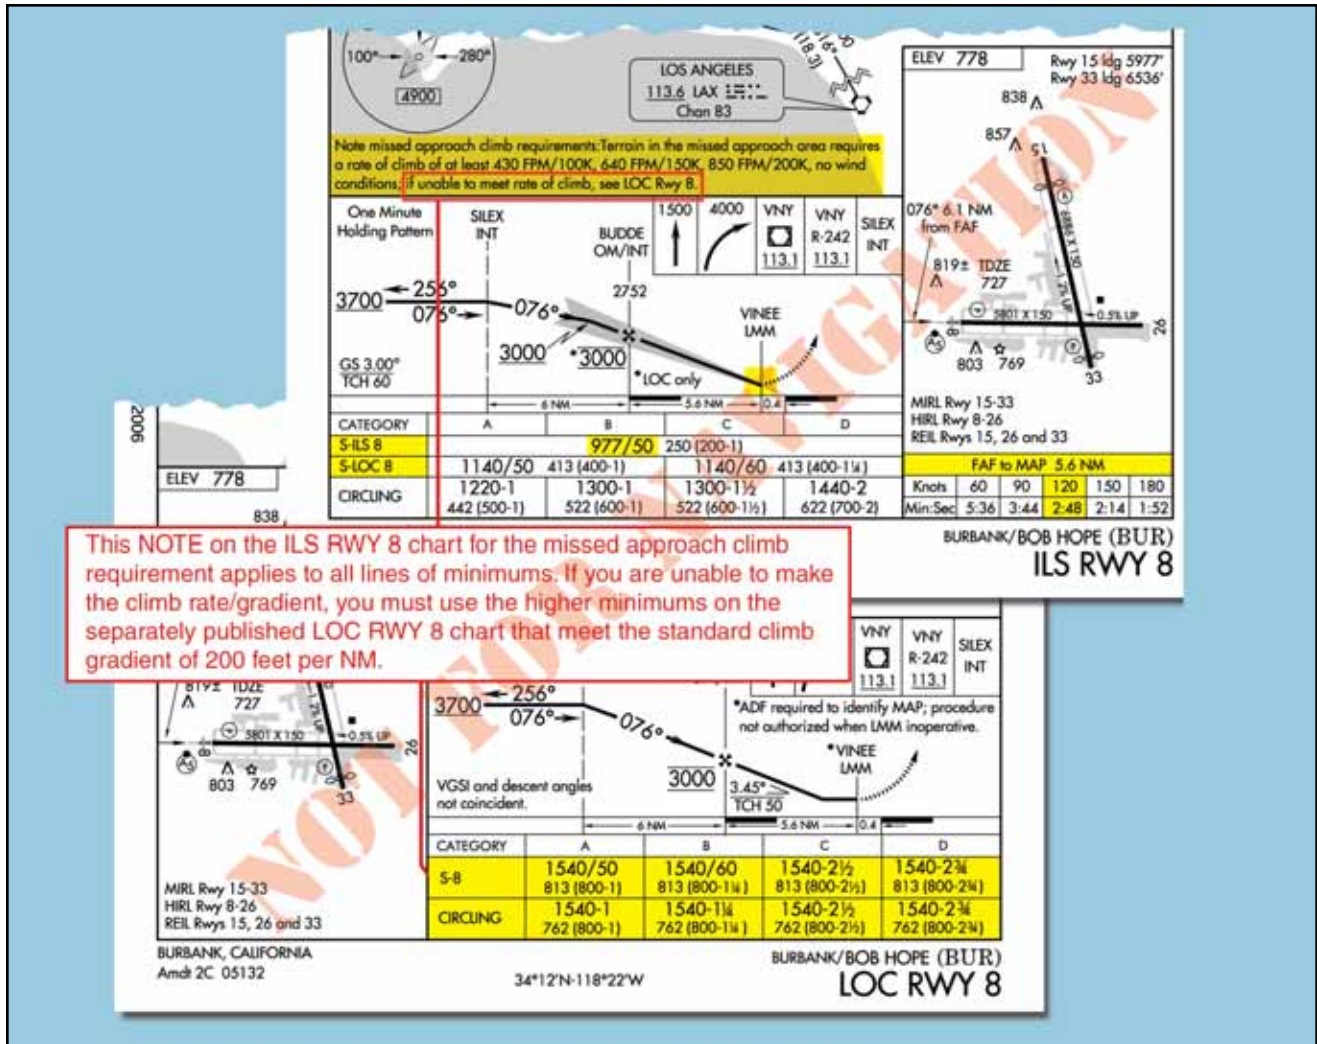 100°
280°
4900
LOS ANGELES
113.6 LAX
Chan 83
(118.3)
Note missed approach climb requirements: Terrain in the missed approach area requires
a rate of climb of at least 430 FPM/100K, 640 FPM/150K, 850 FPM/200K, no wind
conditions, if unable to meet rate of climb, see LOC Rwy 8.
One Minute
Holding Pattern
SILEX
INT
BUDDE
OM/INT
2752
1500
4000
VNY
113.1
VNY
R-242
113.1
SILEX
INT
3700
256°
076°
076°
3000
*3000
*LOC only
VINEE
LMM
GS 3.00°
TCH 60
6 NM
5.6 NM
0.4
CATEGORY A B C D
S-ILS 8 977/50 250 (200-1)
S-LOC 8 1140/50 413 (400-1) 1140/60 413 (400-1¼)
CIRCLING 1220-1 1300-1 1300-1½ 1440-2
442 (500-1) 522 (600-1) 522 (600-1½) 622 (700-2)
ELEV 778
Rwy 15 ldg 5977'
Rwy 33 ldg 6536'
838
857
15
076° 6.1 NM
from FAF
6886 X 150
1.2% UP
819± TDZE
727
5801 X 150
0.5% UP
8
26
803 769
33
MIRL Rwy 15-33
HIRL Rwy 8-26
REIL Rwys 15, 26 and 33
FAF to MAP 5.6 NM
Knots 60 90 120 150 180
Min:Sec 5:36 3:44 2:48 2:14 1:52
BURBANK/BOB HOPE (BUR)
ILS RWY 8
NOT FOR NAVIGATION
This NOTE on the ILS RWY 8 chart for the missed approach climb
requirement applies to all lines of minimums. If you are unable to make
the climb rate/gradient, you must use the higher minimums on the
separately published LOC RWY 8 chart that meet the standard climb
gradient of 200 feet per NM.
2006
ELEV 778
838
819± TDZE
727
1.2% UP
5801 X 150
0.5% UP
8
26
803 769
33
MIRL Rwy 15-33
HIRL Rwy 8-26
REIL Rwys 15, 26 and 33
VNY
113.1
VNY
R-242
113.1
SILEX
INT
3700
256°
076°
076°
*ADF required to identify MAP; procedure
not authorized when LMM inoperative.
*VINEE
LMM
3000
3.45°
TCH 50
VGSI and descent angles
not coincident.
6 NM
5.6 NM
0.4
CATEGORY A B C D
S-8 1540/50 1540/60 1540-2½ 1540-2¾
813 (800-1) 813 (800-1¼) 813 (800-2½) 813 (800-2¾)
CIRCLING 1540-1 1540-1¼ 1540-2½ 1540-2¾
762 (800-1) 762 (800-1¼) 762 (800-2½) 762 (800-2¾)
BURBANK, CALIFORNIA
Amdt 2C 05132
34°12'N-118°22'W
BURBANK/BOB HOPE (BUR)
LOC RWY 8